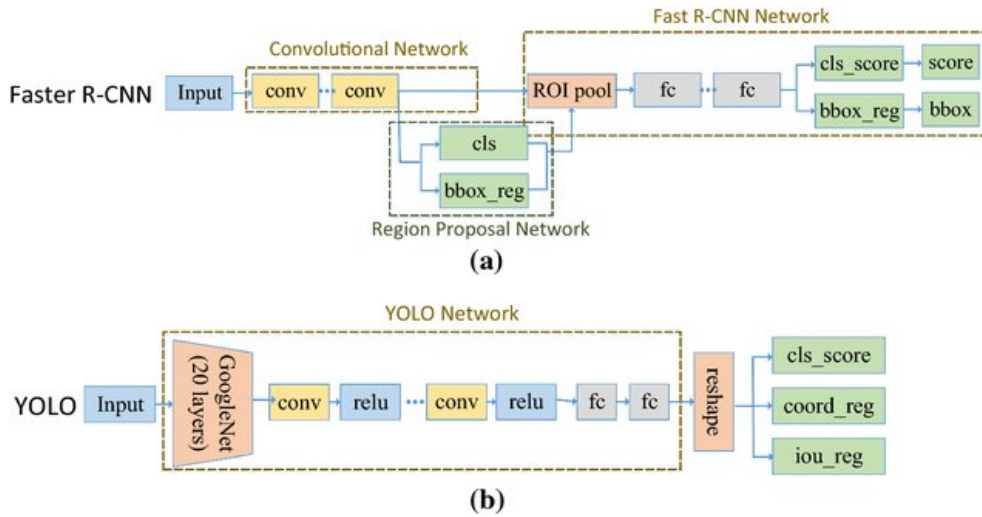 Fast R-CNN Network
Convolutional Network
Faster R-CNN
Input
conv
conv
ROI pool
fc
fc
cls_score
score
bbox_reg
bbox
cls
bbox_reg
Region Proposal Network
(a)
YOLO Network
YOLO
Input
GoogleNet
(20 layers)
conv
relu
conv
relu
fc
fc
reshape
cls_score
coord_reg
iou_reg
(b)